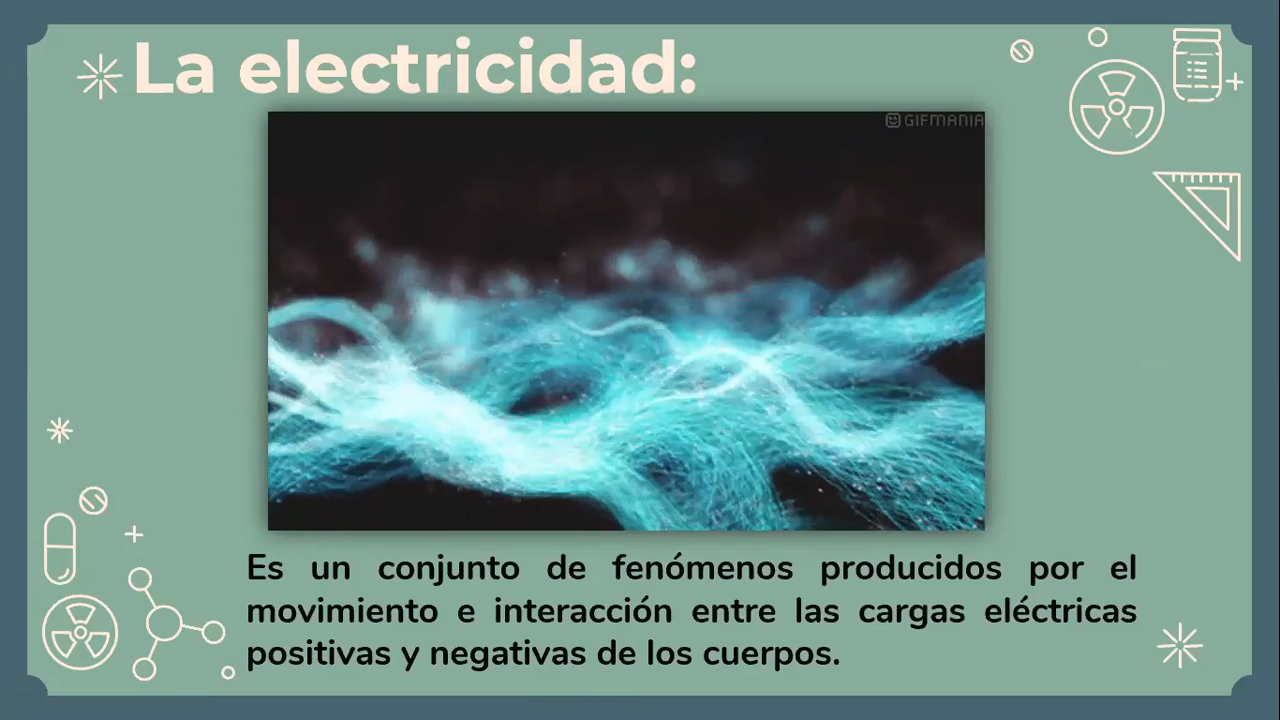 La electricidad:
GIFMANIA
Es un conjunto de fenómenos producidos por el
movimiento e interacción entre las cargas eléctricas
positivas y negativas de los cuerpos.